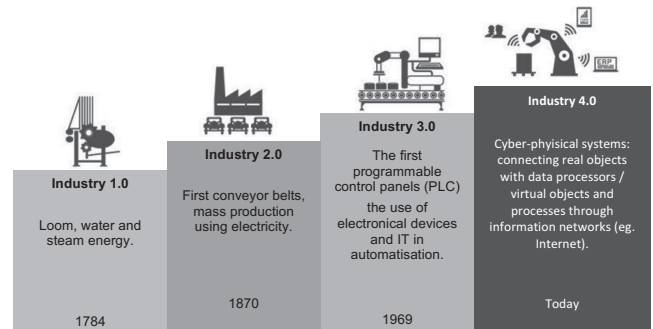 Industry 1.0
Loom, water and
steam energy.
1784
Industry 2.0
First conveyor belts,
mass production
using electricity.
1870
Industry 3.0
The first
programmable
control panels (PLC)
the use of
electronical devices
and IT in
automatisation.
1969
ERP
Industry 4.0
Cyber-phyisical systems:
connecting real objects
with data processors /
virtual objects and
processes through
information networks (eg.
Internet).
Today